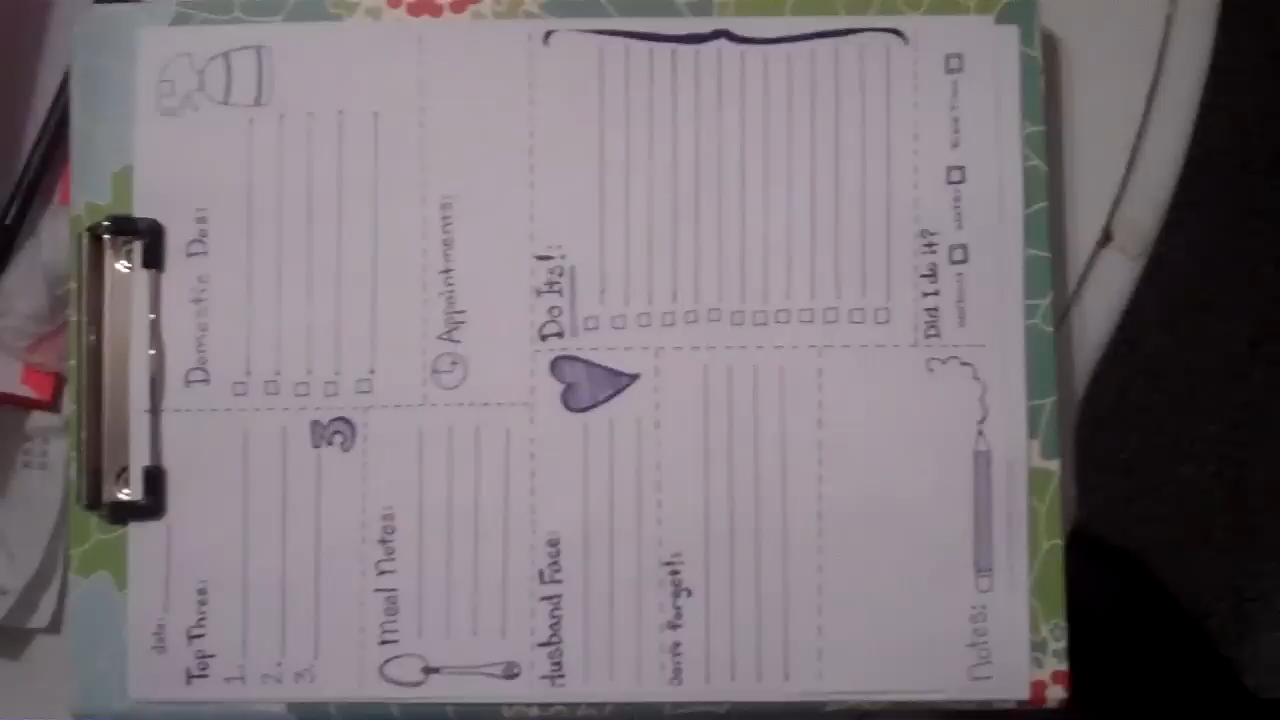 date:
Top Three:
1.
2.
3.
3
Domestic Dos:
Meal Notes:
Appointments:
Husband Face:
Don't Forget!:
Do Its!:
Did I do it?
Notes: